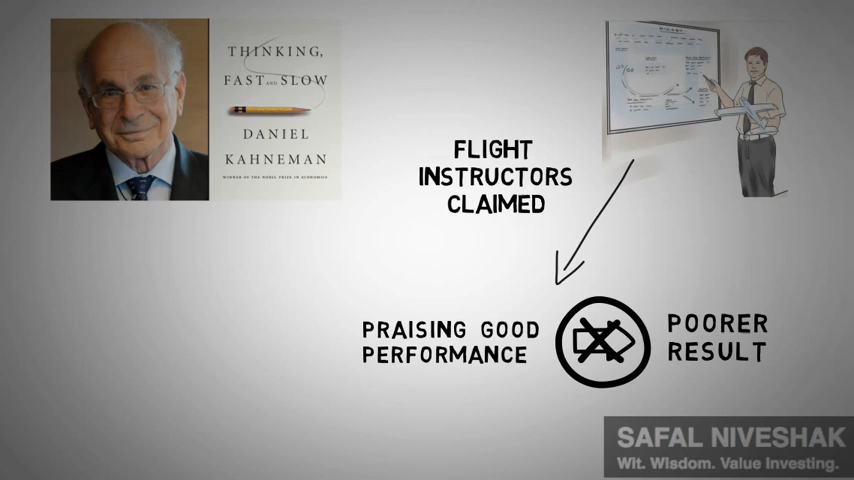 THINKING,
FAST AND SLOW
DANIEL
KAHNEMAN
WINNER OF THE NOBEL PRIZE IN ECONOMICS
FLIGHT
INSTRUCTORS
CLAIMED
PRAISING GOOD
PERFORMANCE
POORER
RESULT
SAFAL NIVESHAK
Wit. Wisdom. Value Investing.